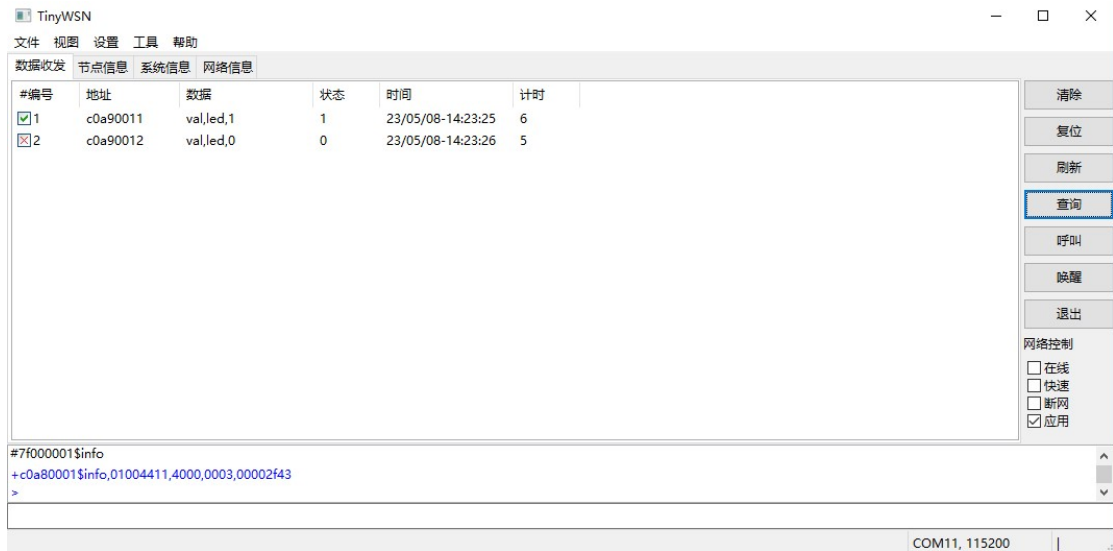 TinyWSN
文件 视图 设置 工具 帮助
数据收发 节点信息 系统信息 网络信息
#编号 地址 数据 状态 时间 计时
1 c0a90011 val,led,1 1 23/05/08-14:23:25 6
2 c0a90012 val,led,0 0 23/05/08-14:23:26 5
清除
复位
刷新
查询
呼叫
唤醒
退出
网络控制
在线
快速
断网
应用
#7f000001$info
+c0a80001$info,01004411,4000,0003,00002f43
>
COM11, 115200